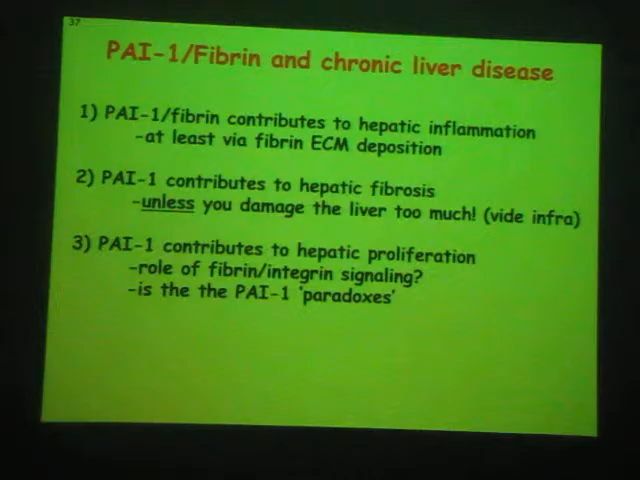 37
PAI-1/Fibrin and chronic liver disease
1) PAI-1/fibrin contributes to hepatic inflammation
-at least via fibrin ECM deposition
2) PAI-1 contributes to hepatic fibrosis
-unless you damage the liver too much! (vide infra)
3) PAI-1 contributes to hepatic proliferation
-role of fibrin/integrin signaling?
-is the the PAI-1 'paradoxes'